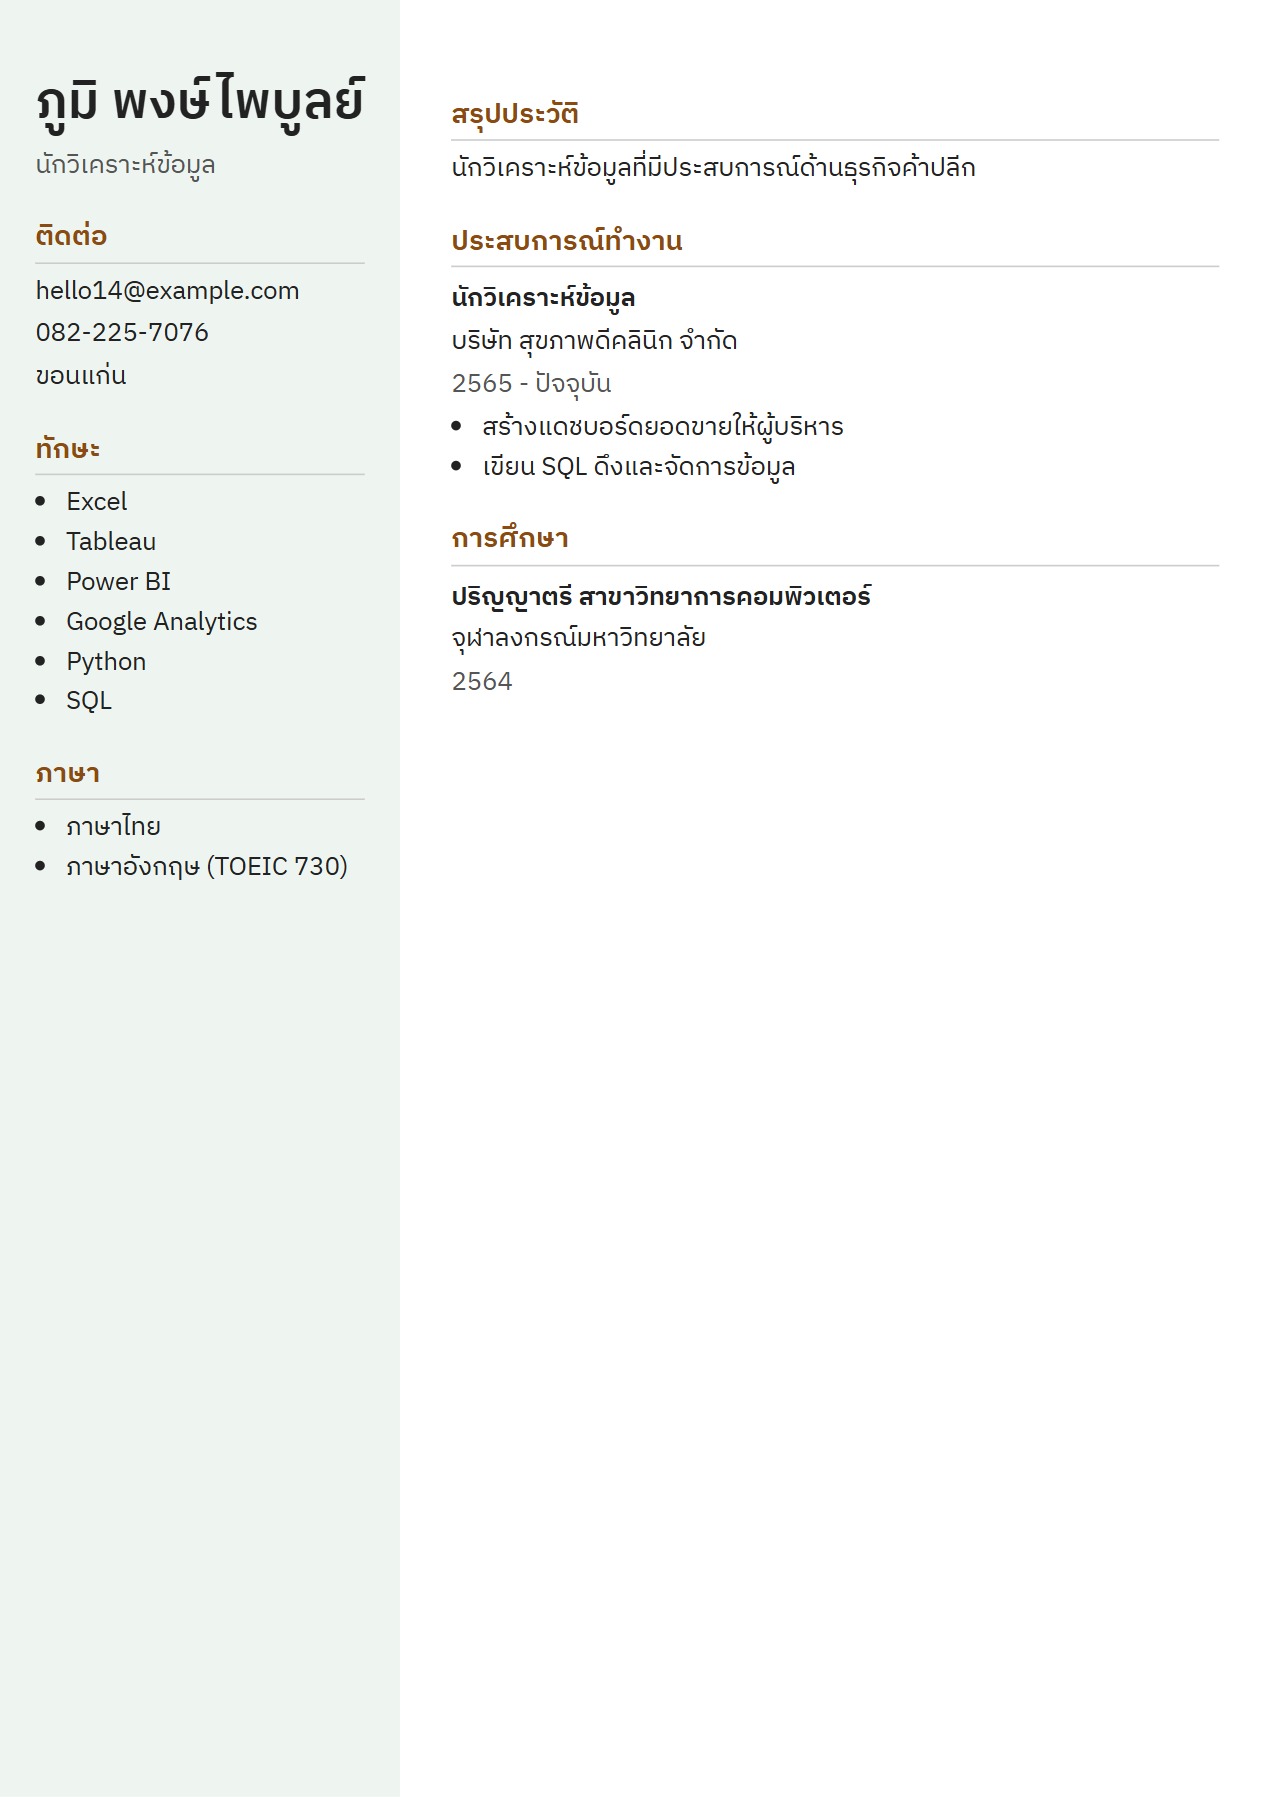 ภูมิ พงษ์ไพบูลย์
นักวิเคราะห์ข้อมูล
ติดต่อ
hello14@example.com
082-225-7076
ขอนแก่น
ทักษะ
• Excel
• Tableau
• Power BI
• Google Analytics
• Python
• SQL
ภาษา
• ภาษาไทย
• ภาษาอังกฤษ (TOEIC 730)
สรุปประวัติ
นักวิเคราะห์ข้อมูลที่มีประสบการณ์ด้านธุรกิจค้าปลีก
ประสบการณ์ทำงาน
นักวิเคราะห์ข้อมูล
บริษัท สุขภาพดีคลินิก จำกัด
2565 - ปัจจุบัน
• สร้างแดชบอร์ดยอดขายให้ผู้บริหาร
• เขียน SQL ดึงและจัดการข้อมูล
การศึกษา
ปริญญาตรี สาขาวิทยาการคอมพิวเตอร์
จุฬาลงกรณ์มหาวิทยาลัย
2564